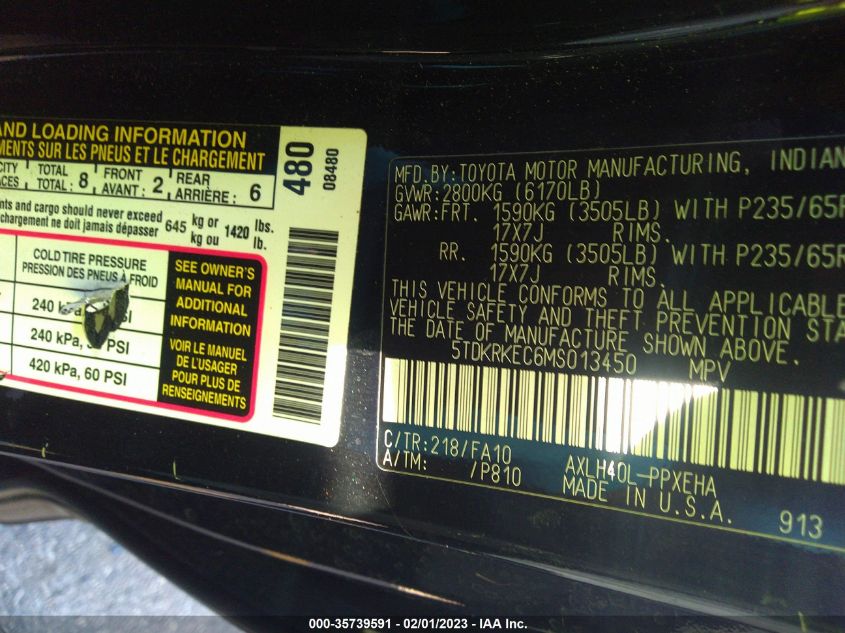 AND LOADING INFORMATION
SUR LES PNEUS ET LE CHARGEMENT
TOTAL 8 FRONT 2 REAR 6
TOTAL : AVANT : ARRIÈRE :
and cargo should never exceed 645 kg or 1420 lbs.
chargement ne doit jamais dépasser kg ou lb.
COLD TIRE PRESSURE
PRESSION DES PNEUS À FROID
240 kPa, PSI
240 kPa, PSI
420 kPa, 60 PSI
SEE OWNER'S
MANUAL FOR
ADDITIONAL
INFORMATION
VOIR LE MANUEL
DE L'USAGER
POUR PLUS DE
RENSEIGNEMENTS
480
08480
MFD.BY:TOYOTA MOTOR MANUFACTURING, INDIAN
GVWR:2800KG (6170LB)
GAWR:FRT. 1590KG (3505LB) WITH P235/65R
17X7J RIMS.
RR. 1590KG (3505LB) WITH P235/65R
17X7J RIMS.
THIS VEHICLE CONFORMS TO ALL APPLICABLE
VEHICLE SAFETY AND THEFT PREVENTION STA
THE DATE OF MANUFACTURE SHOWN ABOVE.
5TDKRKEC6MS013450 MPV
C/TR:218/FA10 AXLH40L-PPXEHA
A/TM: /P810 MADE IN U.S.A. 913
000-35739591 - 02/01/2023 - IAA Inc.